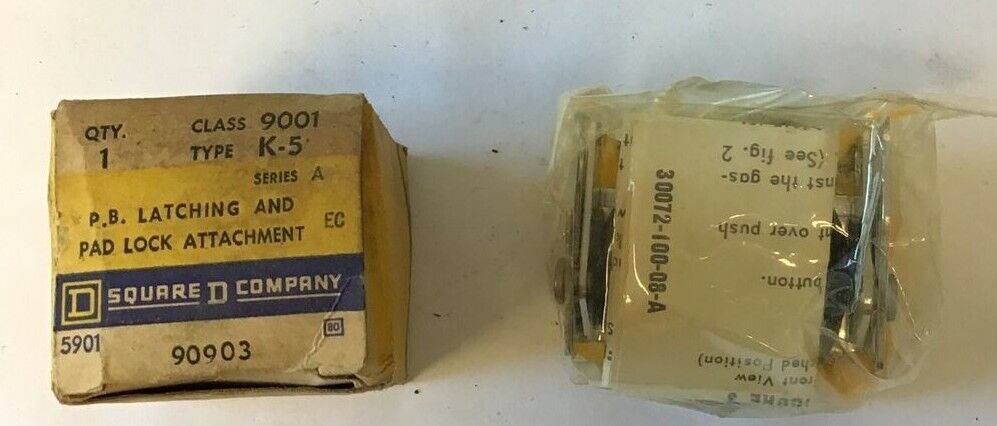 QTY. CLASS 9001
1 TYPE K-5
SERIES A
P.B. LATCHING AND
PAD LOCK ATTACHMENT EC
D SQUARE D COMPANY
5901 80
90903
30072-100-08-A
(See fig. 2
the gas-
over push
button.
View
Position)